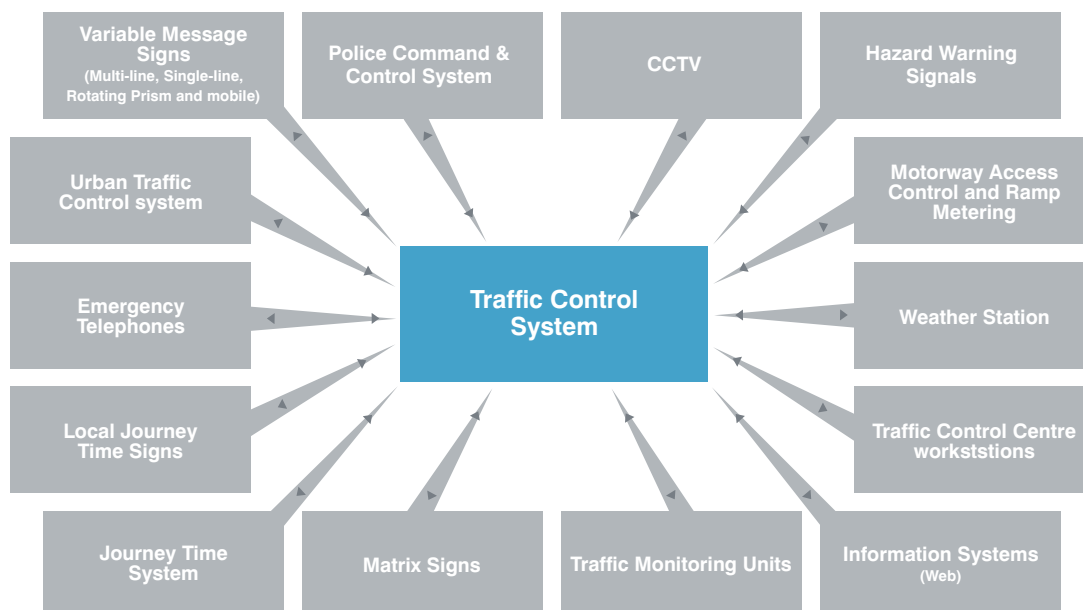 Variable Message
Signs
(Multi-line, Single-line,
Rotating Prism and mobile)
Police Command &
Control System
CCTV
Hazard Warning
Signals
Urban Traffic
Control system
Motorway Access
Control and Ramp
Metering
Emergency
Telephones
Traffic Control
System
Weather Station
Local Journey
Time Signs
Traffic Control Centre
workststions
Journey Time
System
Matrix Signs
Traffic Monitoring Units
Information Systems
(Web)